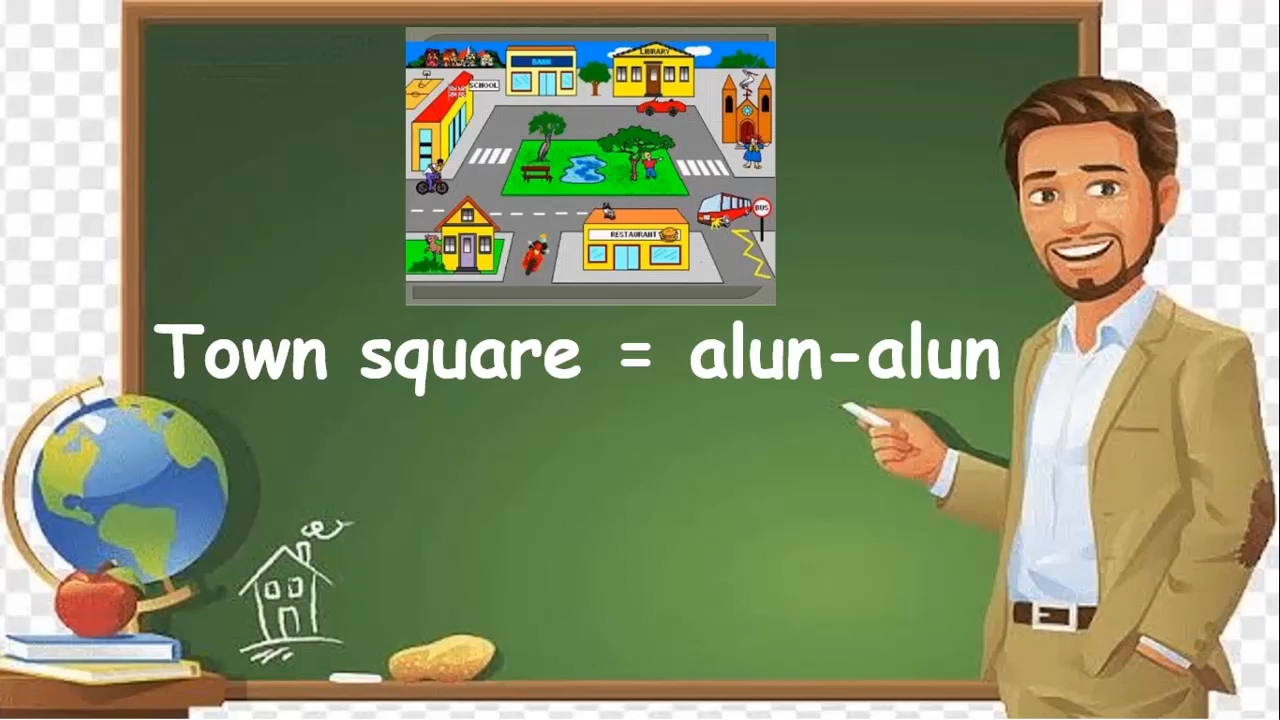 BANK
LIBRARY
SCHOOL
BUS
RESTAURANT
Town square = alun-alun